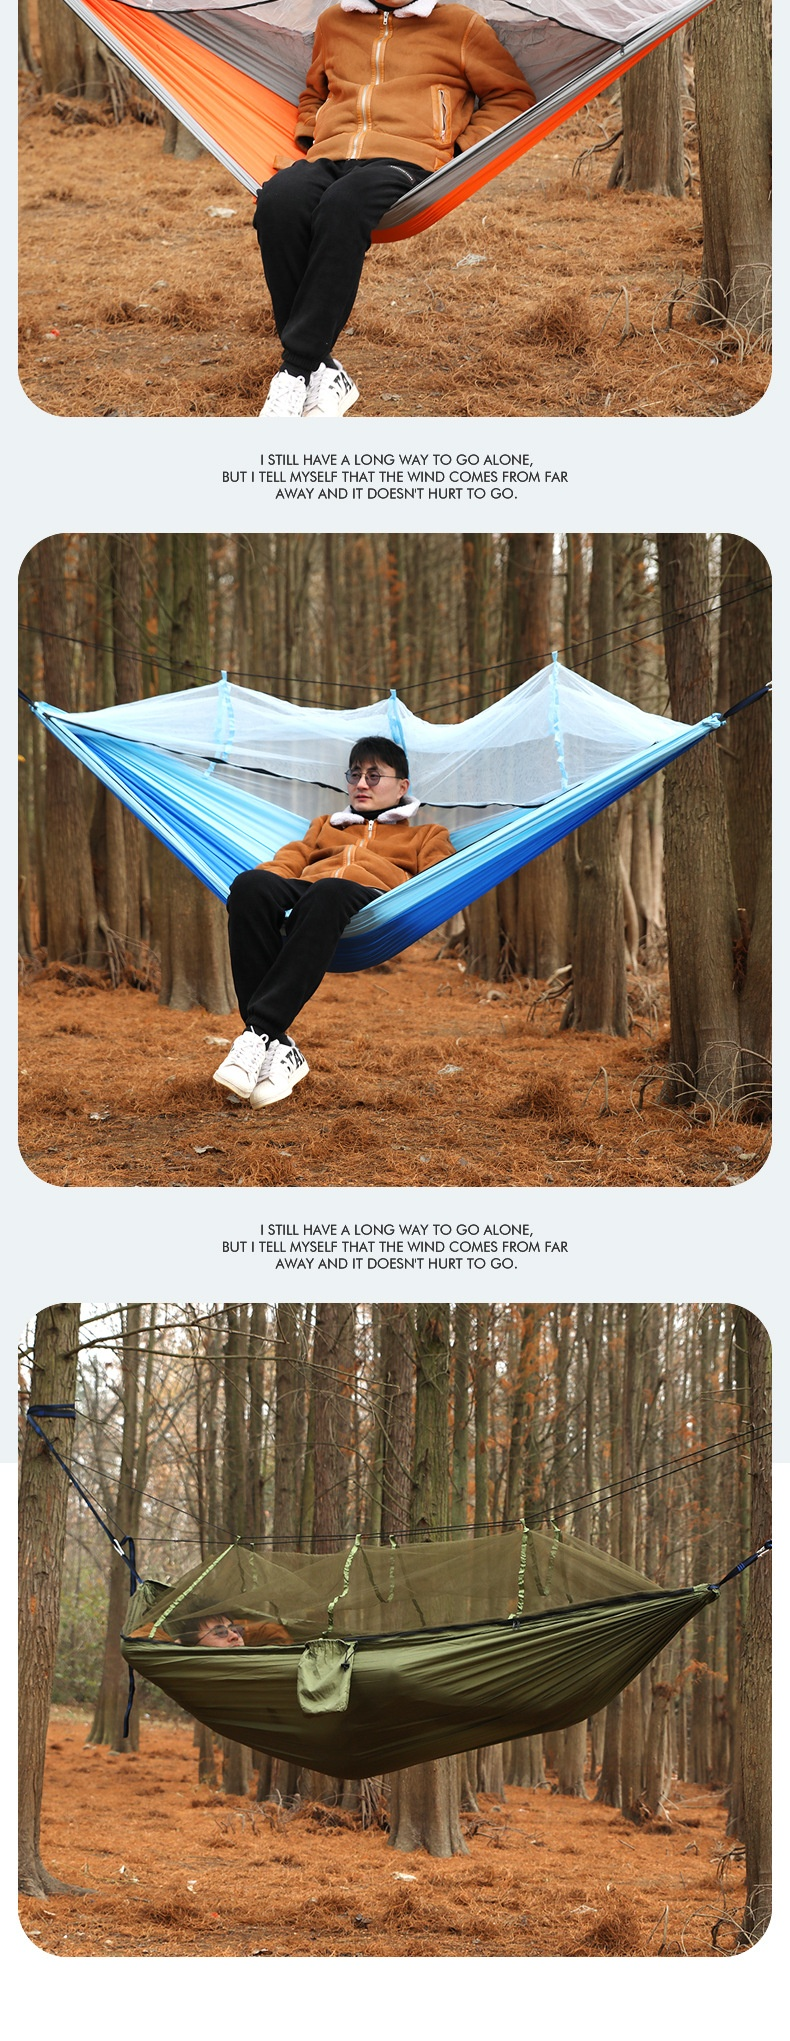 I STILL HAVE A LONG WAY TO GO ALONE,
BUT I TELL MYSELF THAT THE WIND COMES FROM FAR
AWAY AND IT DOESN'T HURT TO GO.
I STILL HAVE A LONG WAY TO GO ALONE,
BUT I TELL MYSELF THAT THE WIND COMES FROM FAR
AWAY AND IT DOESN'T HURT TO GO.